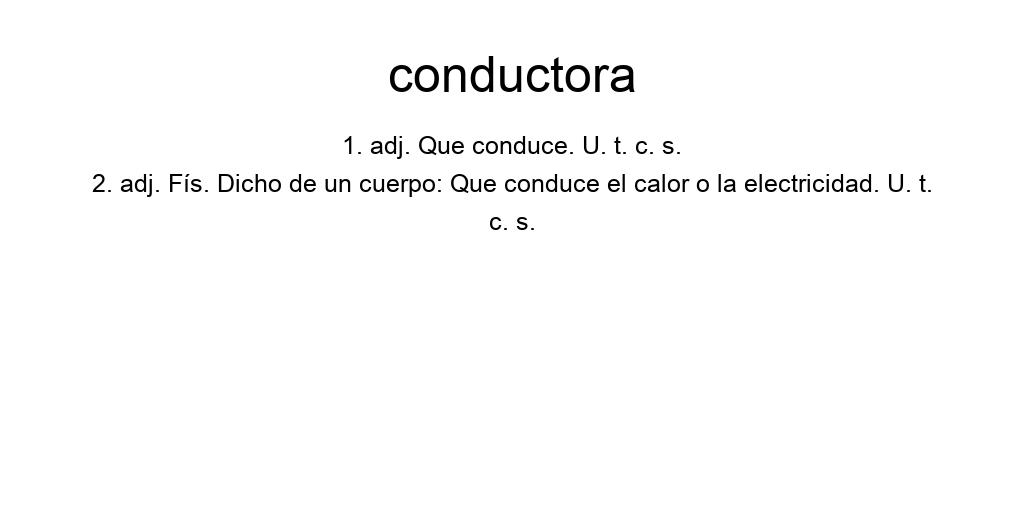 conductora
1. adj. Que conduce. U. t. c. s.
2. adj. Fís. Dicho de un cuerpo: Que conduce el calor o la electricidad. U. t.
c. s.